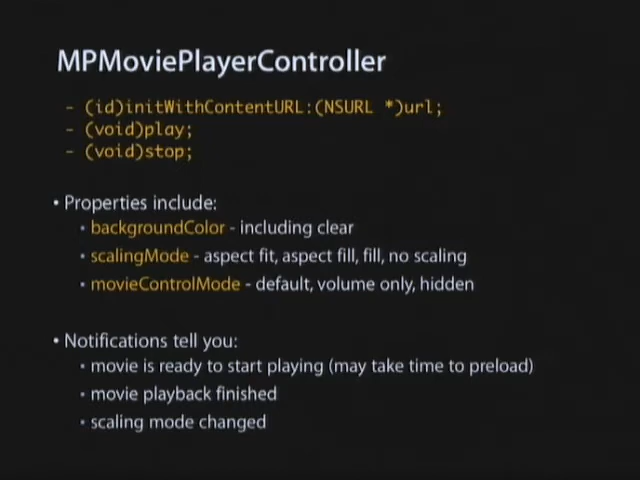 MPMoviePlayerController
- (id)initWithContentURL:(NSURL *)url;
- (void)play;
- (void)stop;
• Properties include:
• backgroundColor - including clear
• scalingMode - aspect fit, aspect fill, fill, no scaling
• movieControlMode - default, volume only, hidden
• Notifications tell you:
• movie is ready to start playing (may take time to preload)
• movie playback finished
• scaling mode changed